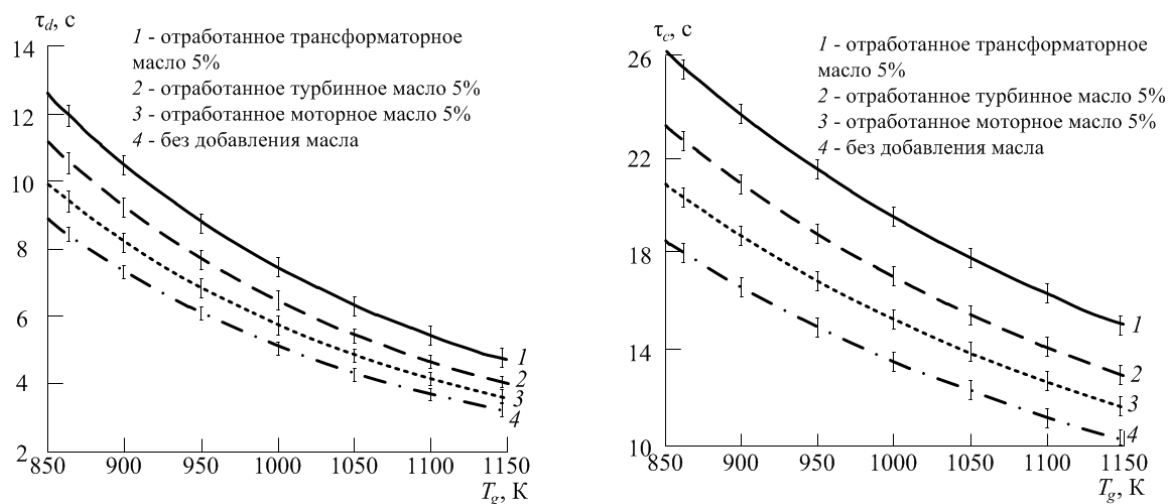 τd, с
14
12
10
8
6
4
2
1 - отработанное трансформаторное
масло 5%
2 - отработанное турбинное масло 5%
3 - отработанное моторное масло 5%
4 - без добавления масла
1
2
3
4
850 900 950 1000 1050 1100 1150
Tg, К
τc, с
26
22
18
14
10
1 - отработанное трансформаторное
масло 5%
2 - отработанное турбинное масло 5%
3 - отработанное моторное масло 5%
4 - без добавления масла
1
2
3
4
850 900 950 1000 1050 1100 1150
Tg, К